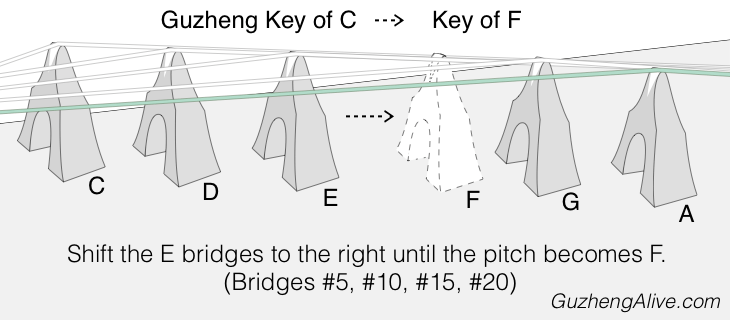 Guzheng Key of C ---> Key of F
C
D
E
F
G
A
Shift the E bridges to the right until the pitch becomes F.
(Bridges #5, #10, #15, #20)
GuzhengAlive.com